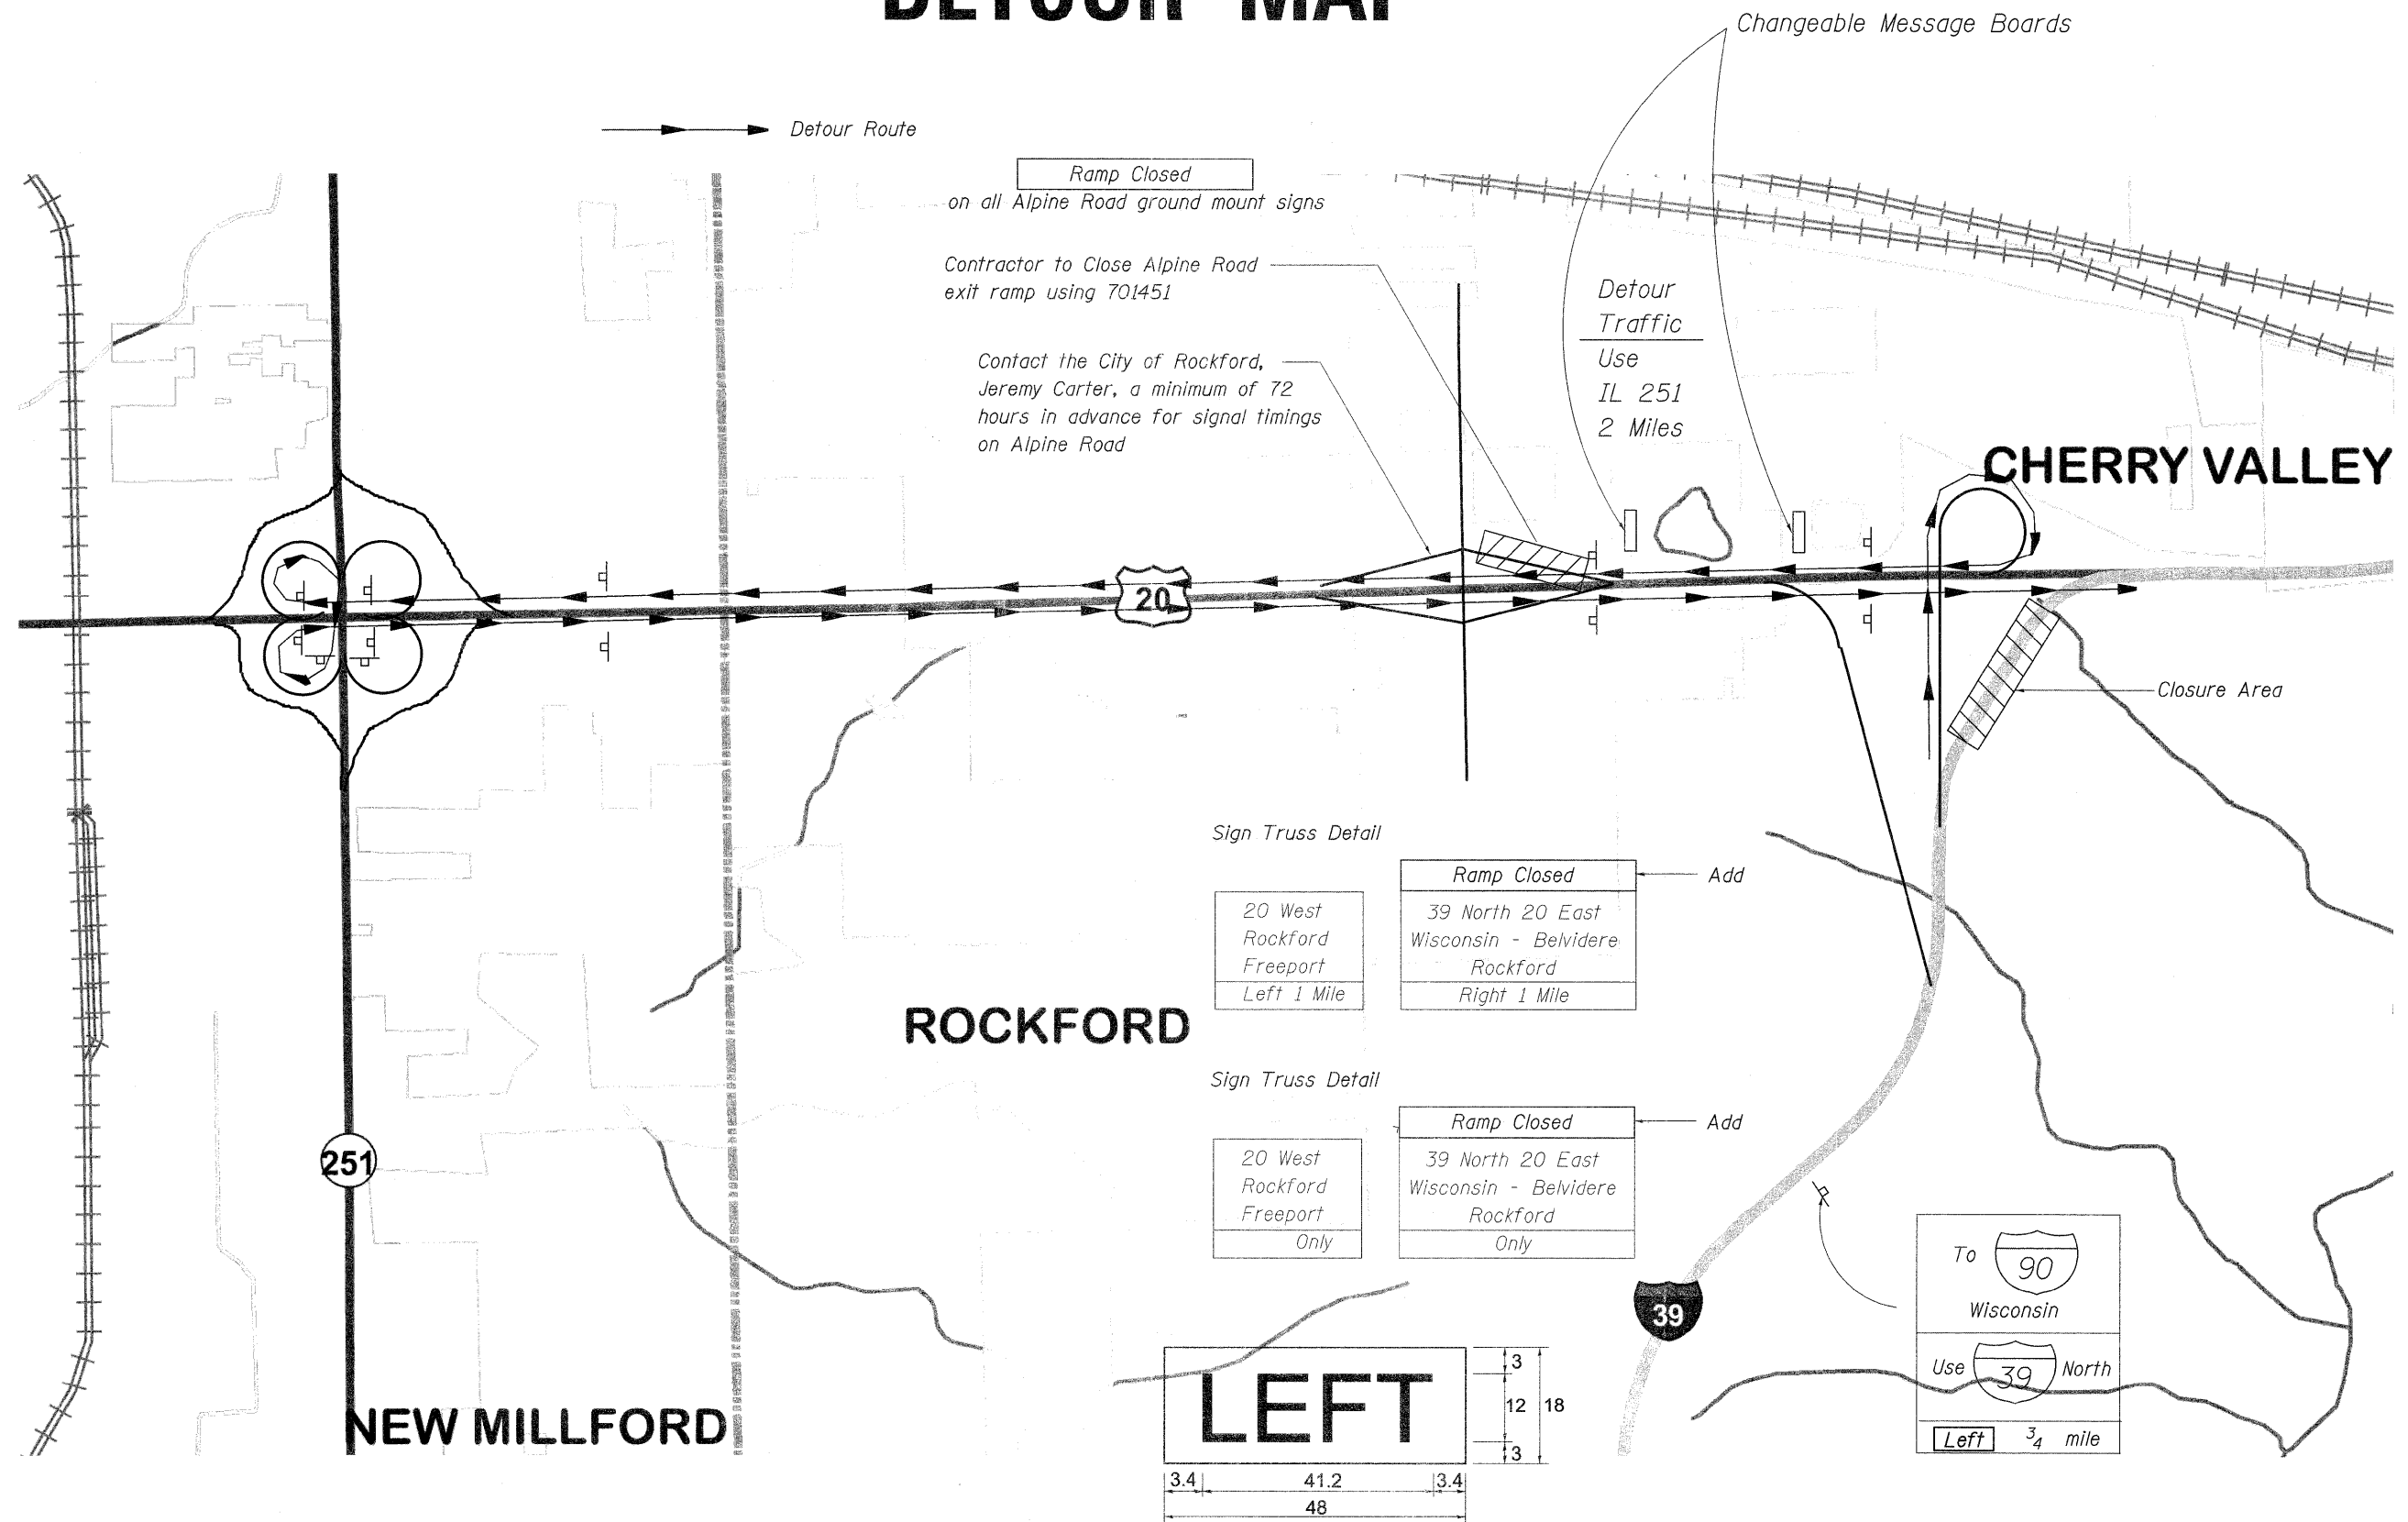 DETOUR MAP
Changeable Message Boards
Detour Route
Ramp Closed
on all Alpine Road ground mount signs
Contractor to Close Alpine Road
exit ramp using 701451
Contact the City of Rockford,
Jeremy Carter, a minimum of 72
hours in advance for signal timings
on Alpine Road
Detour
Traffic
Use
IL 251
2 Miles
CHERRY VALLEY
20
Closure Area
Sign Truss Detail
Ramp Closed
Add
20 West
Rockford
Freeport
Left 1 Mile
39 North 20 East
Wisconsin - Belvidere
Rockford
Right 1 Mile
ROCKFORD
Sign Truss Detail
Ramp Closed
Add
20 West
Rockford
Freeport
Only
39 North 20 East
Wisconsin - Belvidere
Rockford
Only
251
To 90
Wisconsin
Use 39 North
Left 3/4 mile
39
NEW MILLFORD
LEFT
3
12
18
3
3.4
41.2
3.4
48